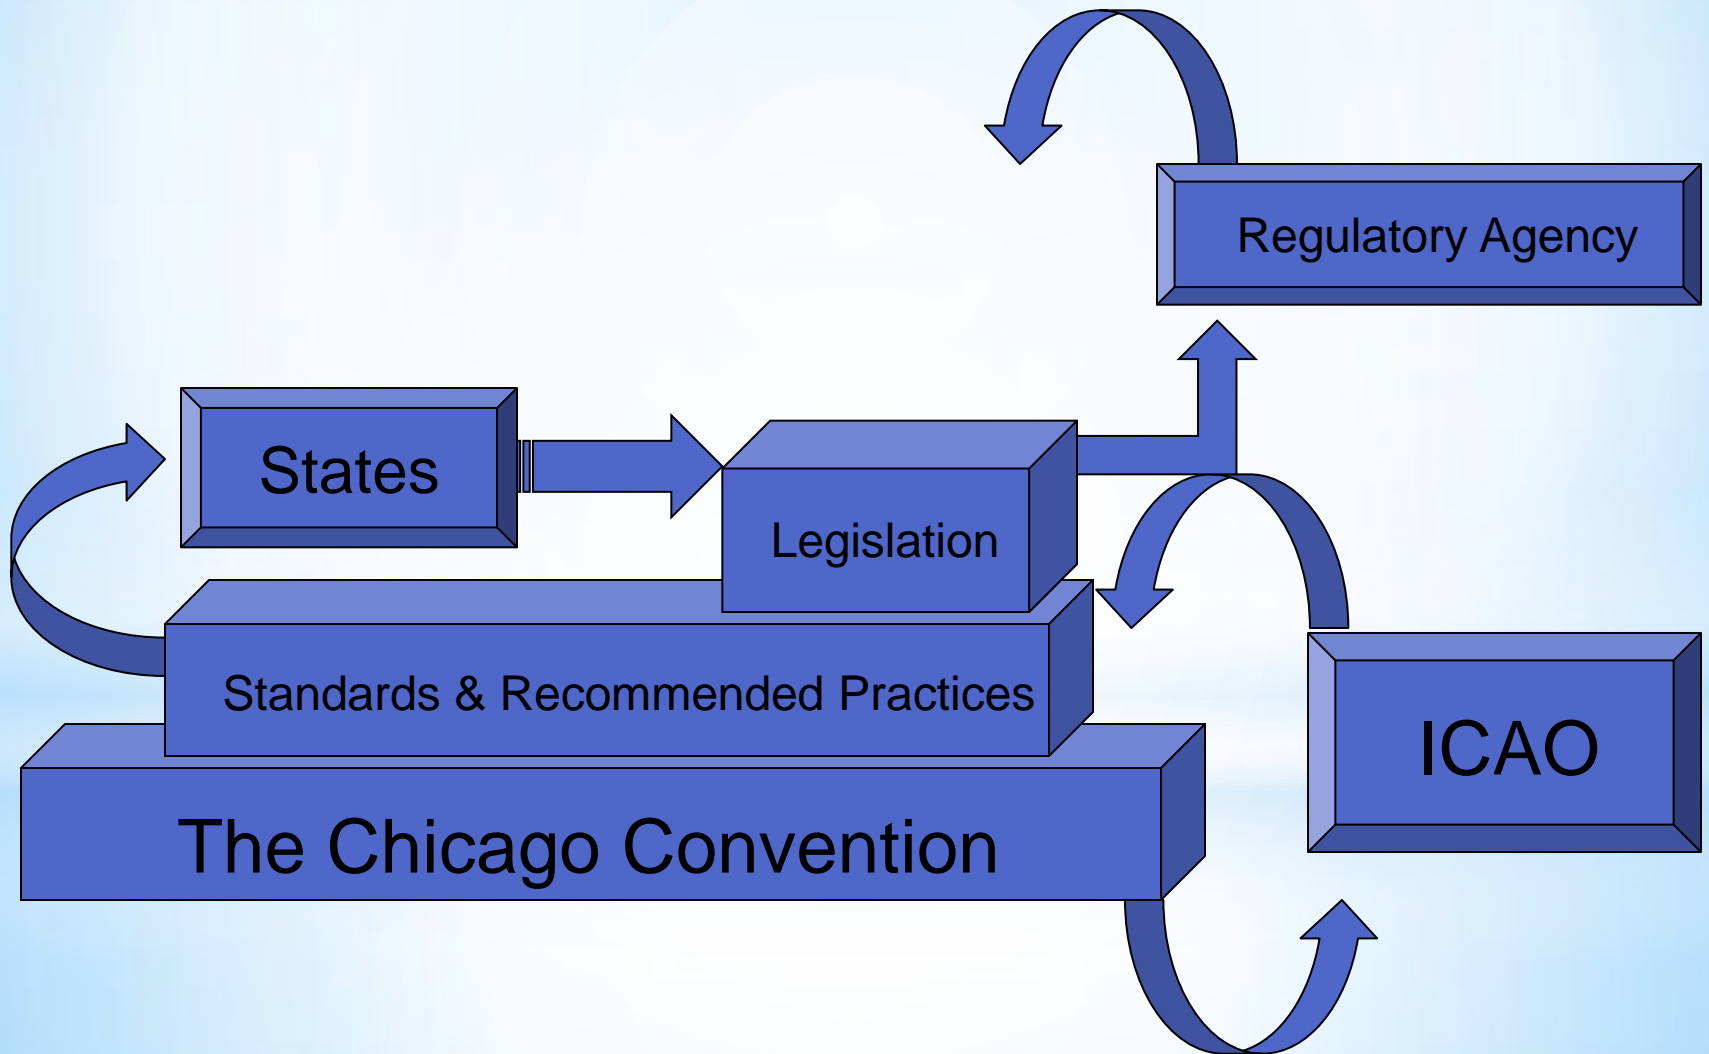 Regulatory Agency
States
Legislation
Standards & Recommended Practices
ICAO
The Chicago Convention